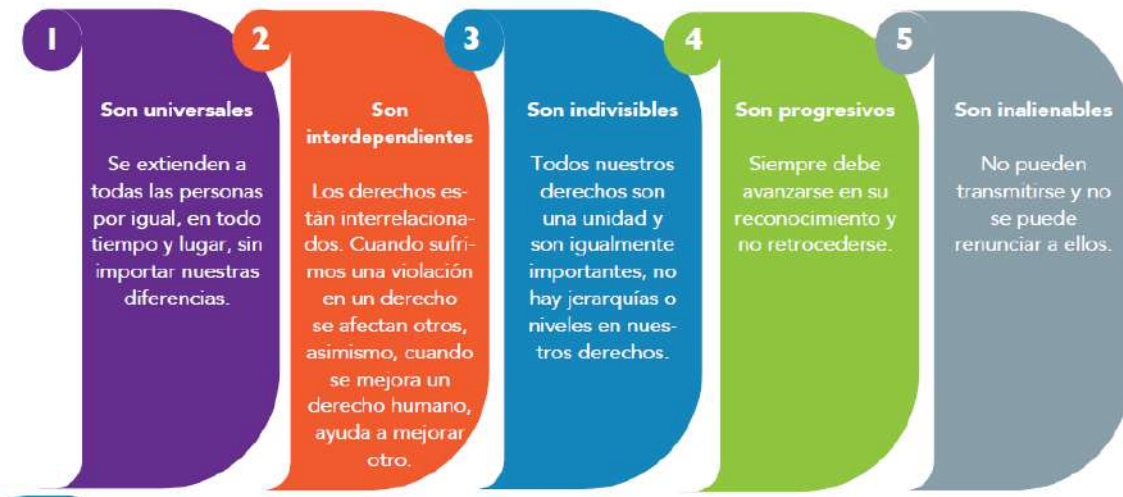 1
Son universales
Se extienden a
todas las personas
por igual, en todo
tiempo y lugar, sin
importar nuestras
diferencias.
2
Son
interdependientes
Los derechos es-
tán interrelaciona-
dos. Cuando sufri-
mos una violación
en un derecho
se afectan otros,
asimismo, cuando
se mejora un
derecho humano,
ayuda a mejorar
otro.
3
Son indivisibles
Todos nuestros
derechos son
una unidad y
son igualmente
importantes, no
hay jerarquías o
niveles en nues-
tros derechos.
4
Son progresivos
Siempre debe
avanzarse en su
reconocimiento y
no retrocederse.
5
Son inalienables
No pueden
transmitirse y no
se puede
renunciar a ellos.